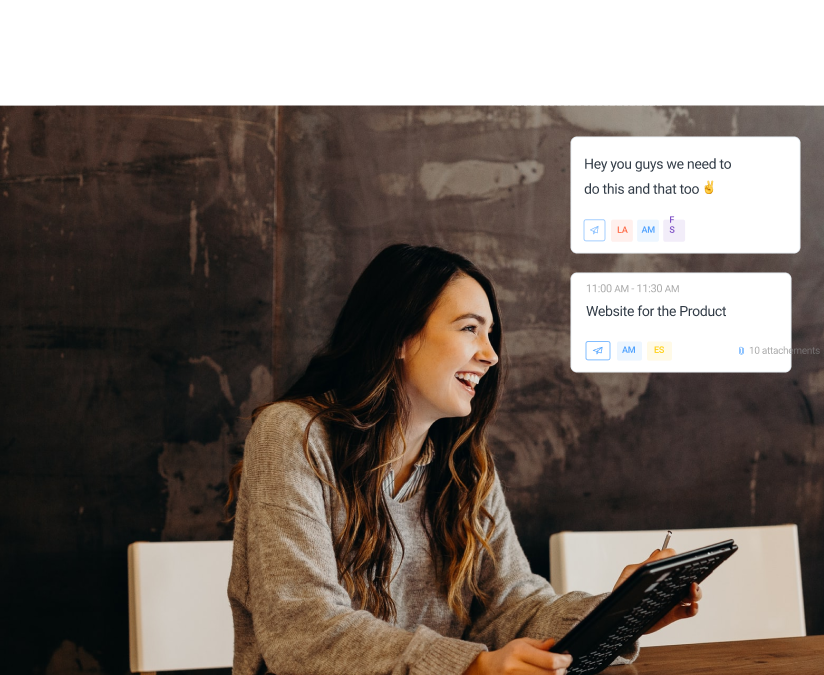 Hey you guys we need to
do this and that too ✌
LA AM F
S
11:00 AM - 11:30 AM
Website for the Product
AM ES 10 attachements